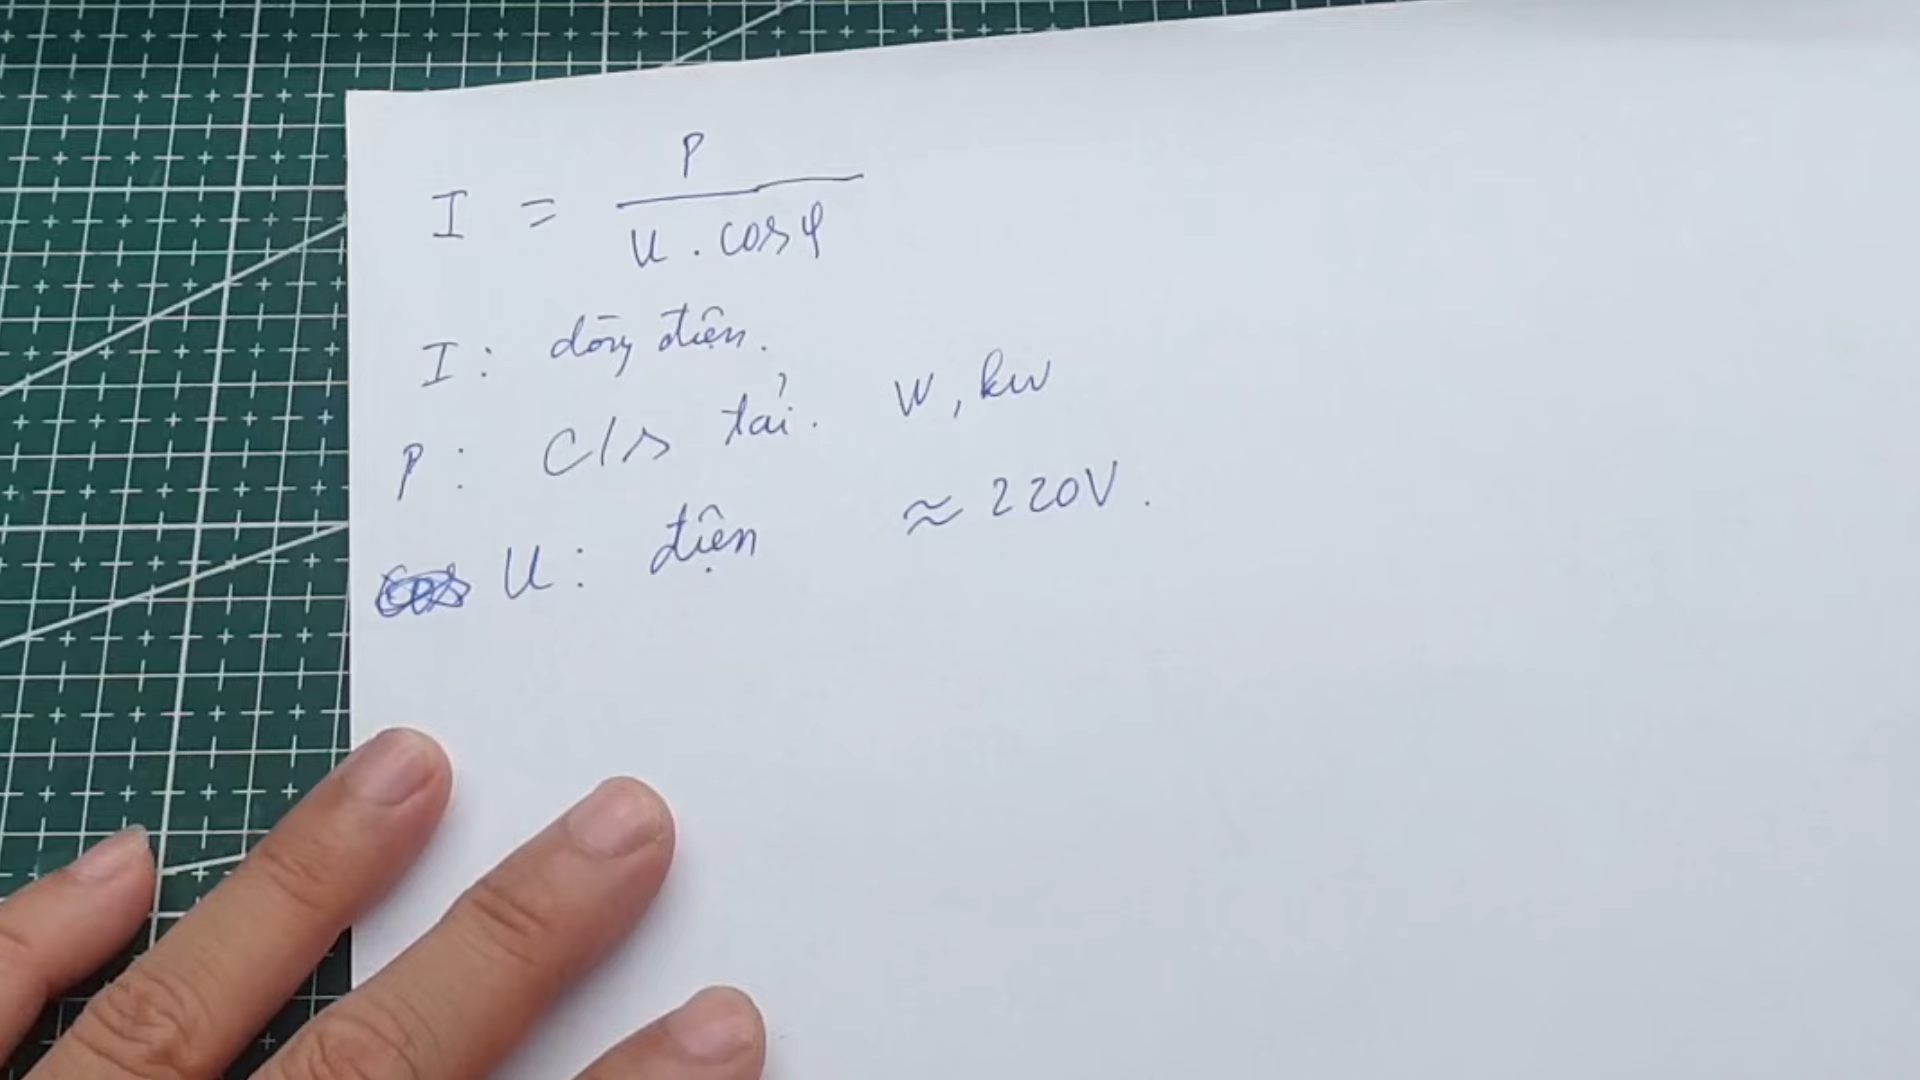 I = P / U . cosφ
I : dòng điện.
P : C/s tải. W, kw
U : điện ≈ 220V.